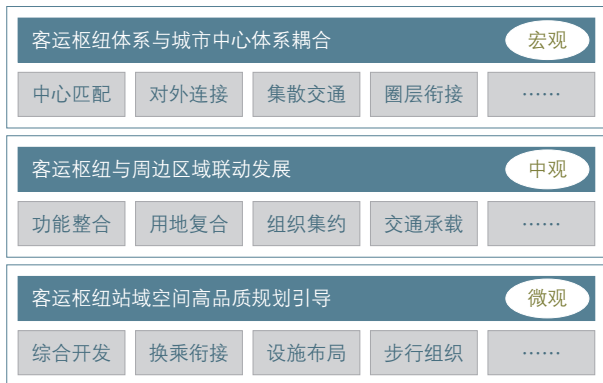 客运枢纽体系与城市中心体系耦合 宏观
中心匹配 对外连接 集散交通 圈层衔接 ……
客运枢纽与周边区域联动发展 中观
功能整合 用地复合 组织集约 交通承载 ……
客运枢纽站域空间高品质规划引导 微观
综合开发 换乘衔接 设施布局 步行组织 ……